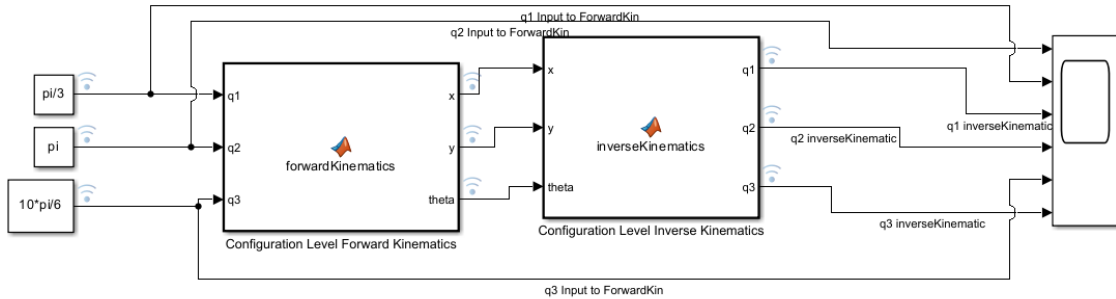 q1 Input to ForwardKin
q2 Input to ForwardKin
pi/3
pi
10*pi/6
q1
q2
q3
forwardKinematics
x
y
theta
Configuration Level Forward Kinematics
x
y
theta
inverseKinematics
q1
q2
q3
Configuration Level Inverse Kinematics
q1 inverseKinematic
q2 inverseKinematic
q3 inverseKinematic
q3 Input to ForwardKin